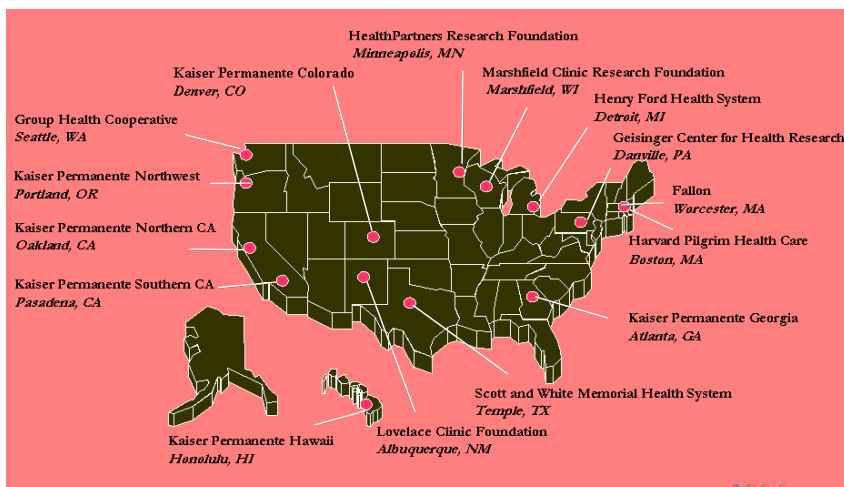 HealthPartners Research Foundation
Minneapolis, MN
Kaiser Permanente Colorado
Denver, CO
Marshfield Clinic Research Foundation
Marshfield, WI
Henry Ford Health System
Detroit, MI
Group Health Cooperative
Seattle, WA
Geisinger Center for Health Research
Danville, PA
Kaiser Permanente Northwest
Portland, OR
Fallon
Worcester, MA
Kaiser Permanente Northern CA
Oakland, CA
Harvard Pilgrim Health Care
Boston, MA
Kaiser Permanente Southern CA
Pasadena, CA
Kaiser Permanente Georgia
Atlanta, GA
Scott and White Memorial Health System
Temple, TX
Lovelace Clinic Foundation
Albuquerque, NM
Kaiser Permanente Hawaii
Honolulu, HI